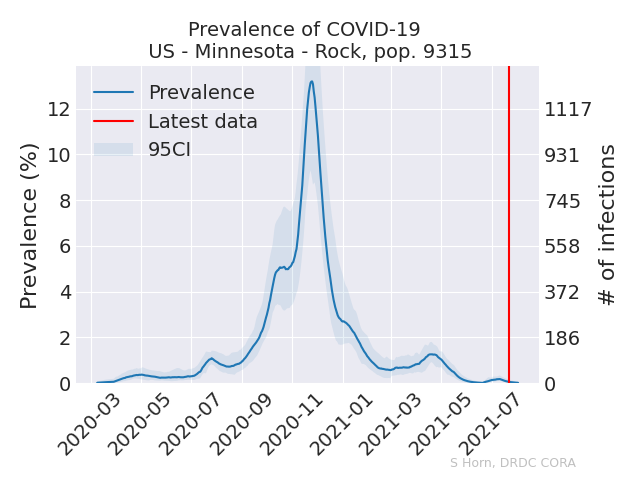 Prevalence of COVID-19
US - Minnesota - Rock, pop. 9315
Prevalence
Latest data
95CI
Prevalence (%)
12
10
8
6
4
2
0
1117
931
745
558
372
186
0
# of infections
2020-03
2020-05
2020-07
2020-09
2020-11
2021-01
2021-03
2021-05
2021-07
S Horn, DRDC CORA